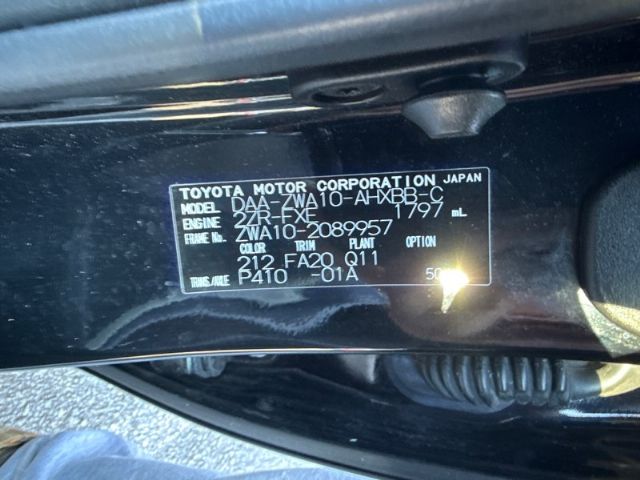 TOYOTA MOTOR CORPORATION JAPAN
MODEL DAA-ZWA10-AHXBB-C
ENGINE 2ZR-FXE 1797 mL
FRAME No. ZWA10-2089957
COLOR TRIM PLANT OPTION
212 FA20 Q11
TRANS/AXLE P410 -01A